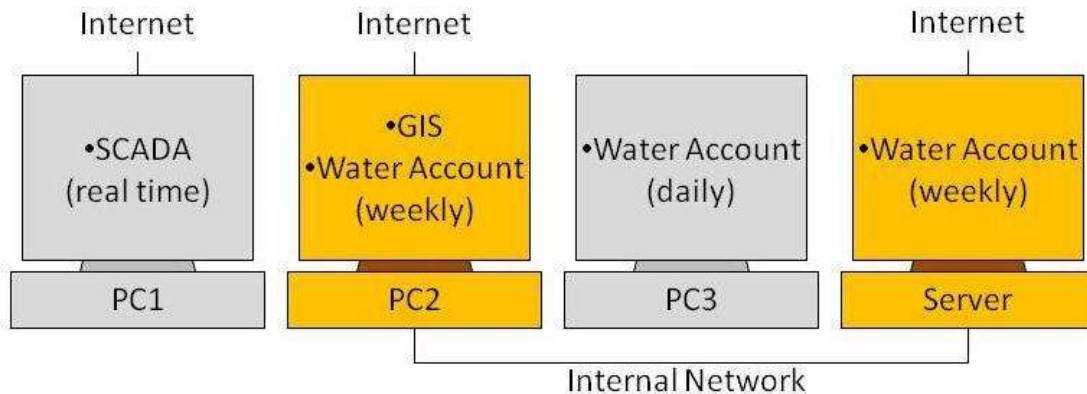 Internet
Internet
Internet
•SCADA
(real time)
PC1
•GIS
•Water Account
(weekly)
PC2
•Water Account
(daily)
PC3
•Water Account
(weekly)
Server
Internal Network